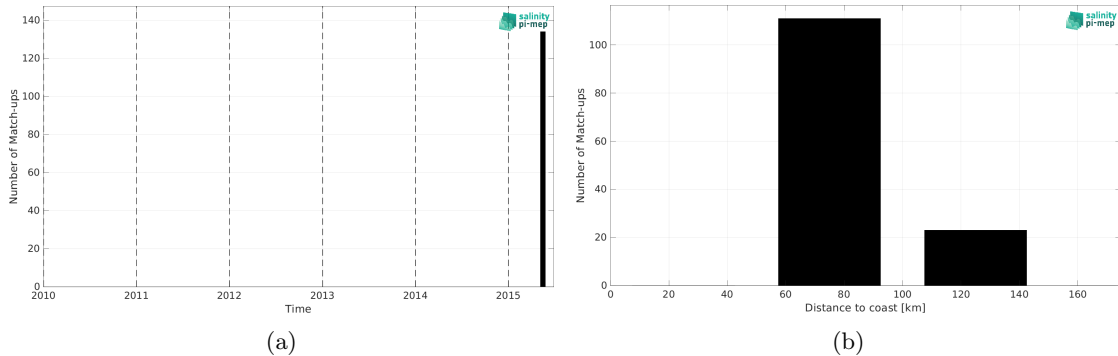 salinity
pi-mep
Number of Match-ups
140
120
100
80
60
40
20
0
2010 2011 2012 2013 2014 2015
Time
(a)
salinity
pi-mep
Number of Match-ups
100
80
60
40
20
0
0 20 40 60 80 100 120 140 160
Distance to coast [km]
(b)